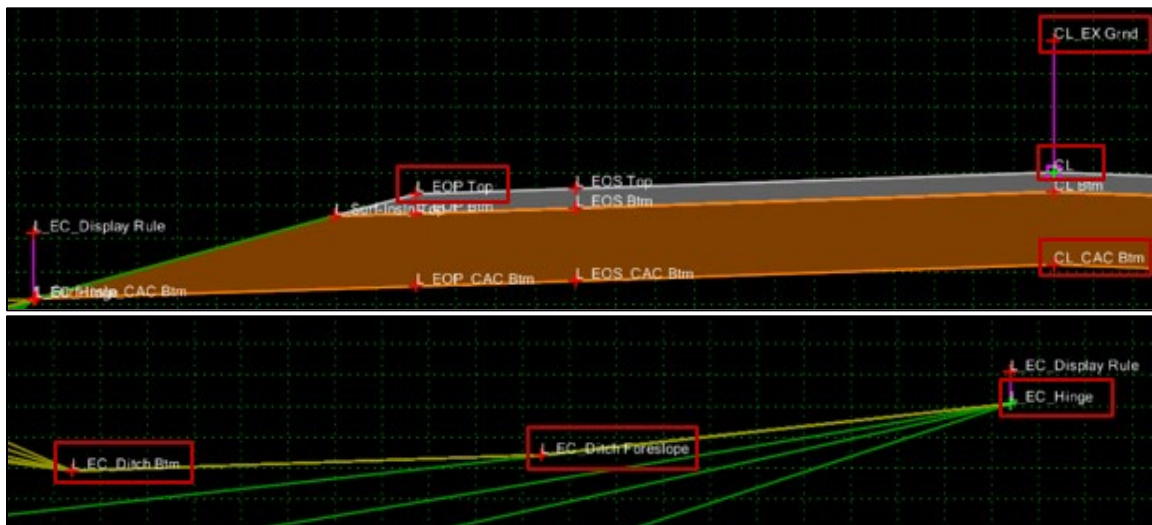 CL_EX Grnd
CL
L_EOP Top
L_EOS Top
CL Btm
L_EOS Btm
L_EC_Display Rule
CL_CAC Btm
L_EOP_CAC Btm
L_EOS_CAC Btm
L_EC_Display Rule
L_EC_Hinge
L_EC_Ditch Foreslope
L_EC_Ditch Btm